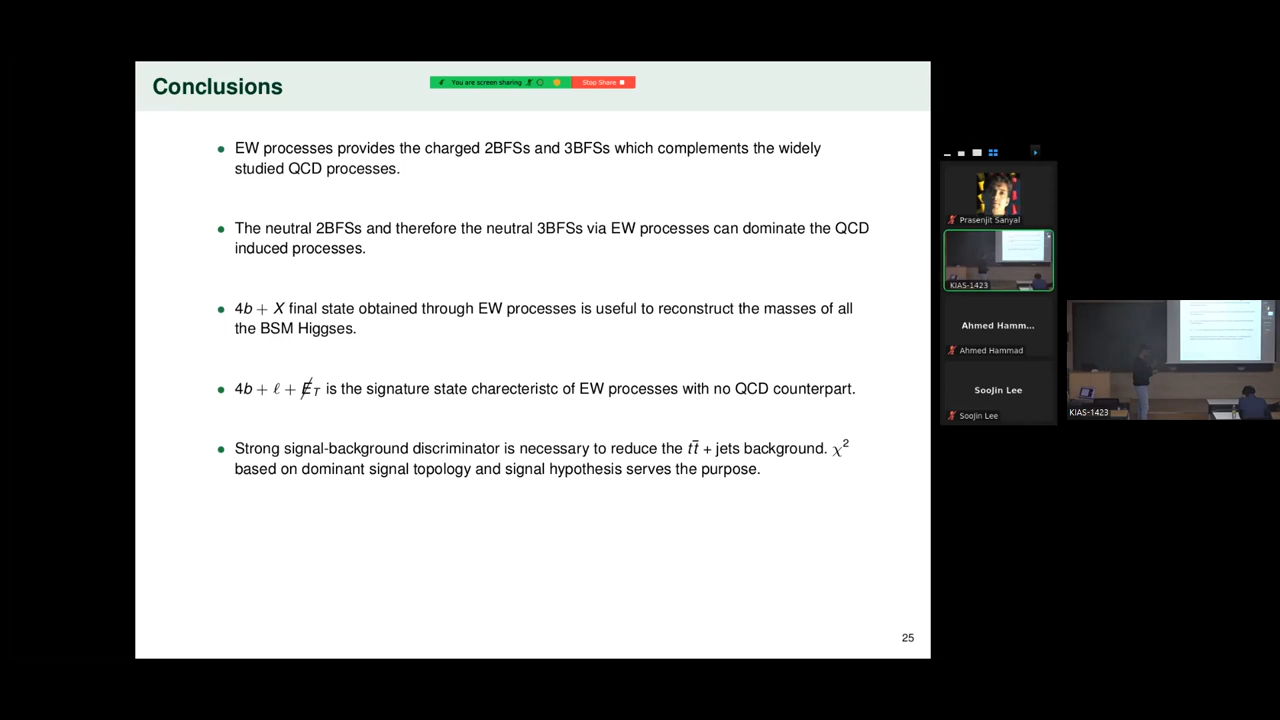 Conclusions
You are screen sharing
Stop Share
EW processes provides the charged 2BFSs and 3BFSs which complements the widely
studied QCD processes.
The neutral 2BFSs and therefore the neutral 3BFSs via EW processes can dominate the QCD
induced processes.
4b + X final state obtained through EW processes is useful to reconstruct the masses of all
the BSM Higgses.
4b + ℓ + E̸_T is the signature state charecteristc of EW processes with no QCD counterpart.
Strong signal-background discriminator is necessary to reduce the tt̄ + jets background. χ²
based on dominant signal topology and signal hypothesis serves the purpose.
25
Prasenjit Sanyal
KIAS-1423
Ahmed Hamm...
Ahmed Hammad
SooJin Lee
SooJin Lee
KIAS-1423